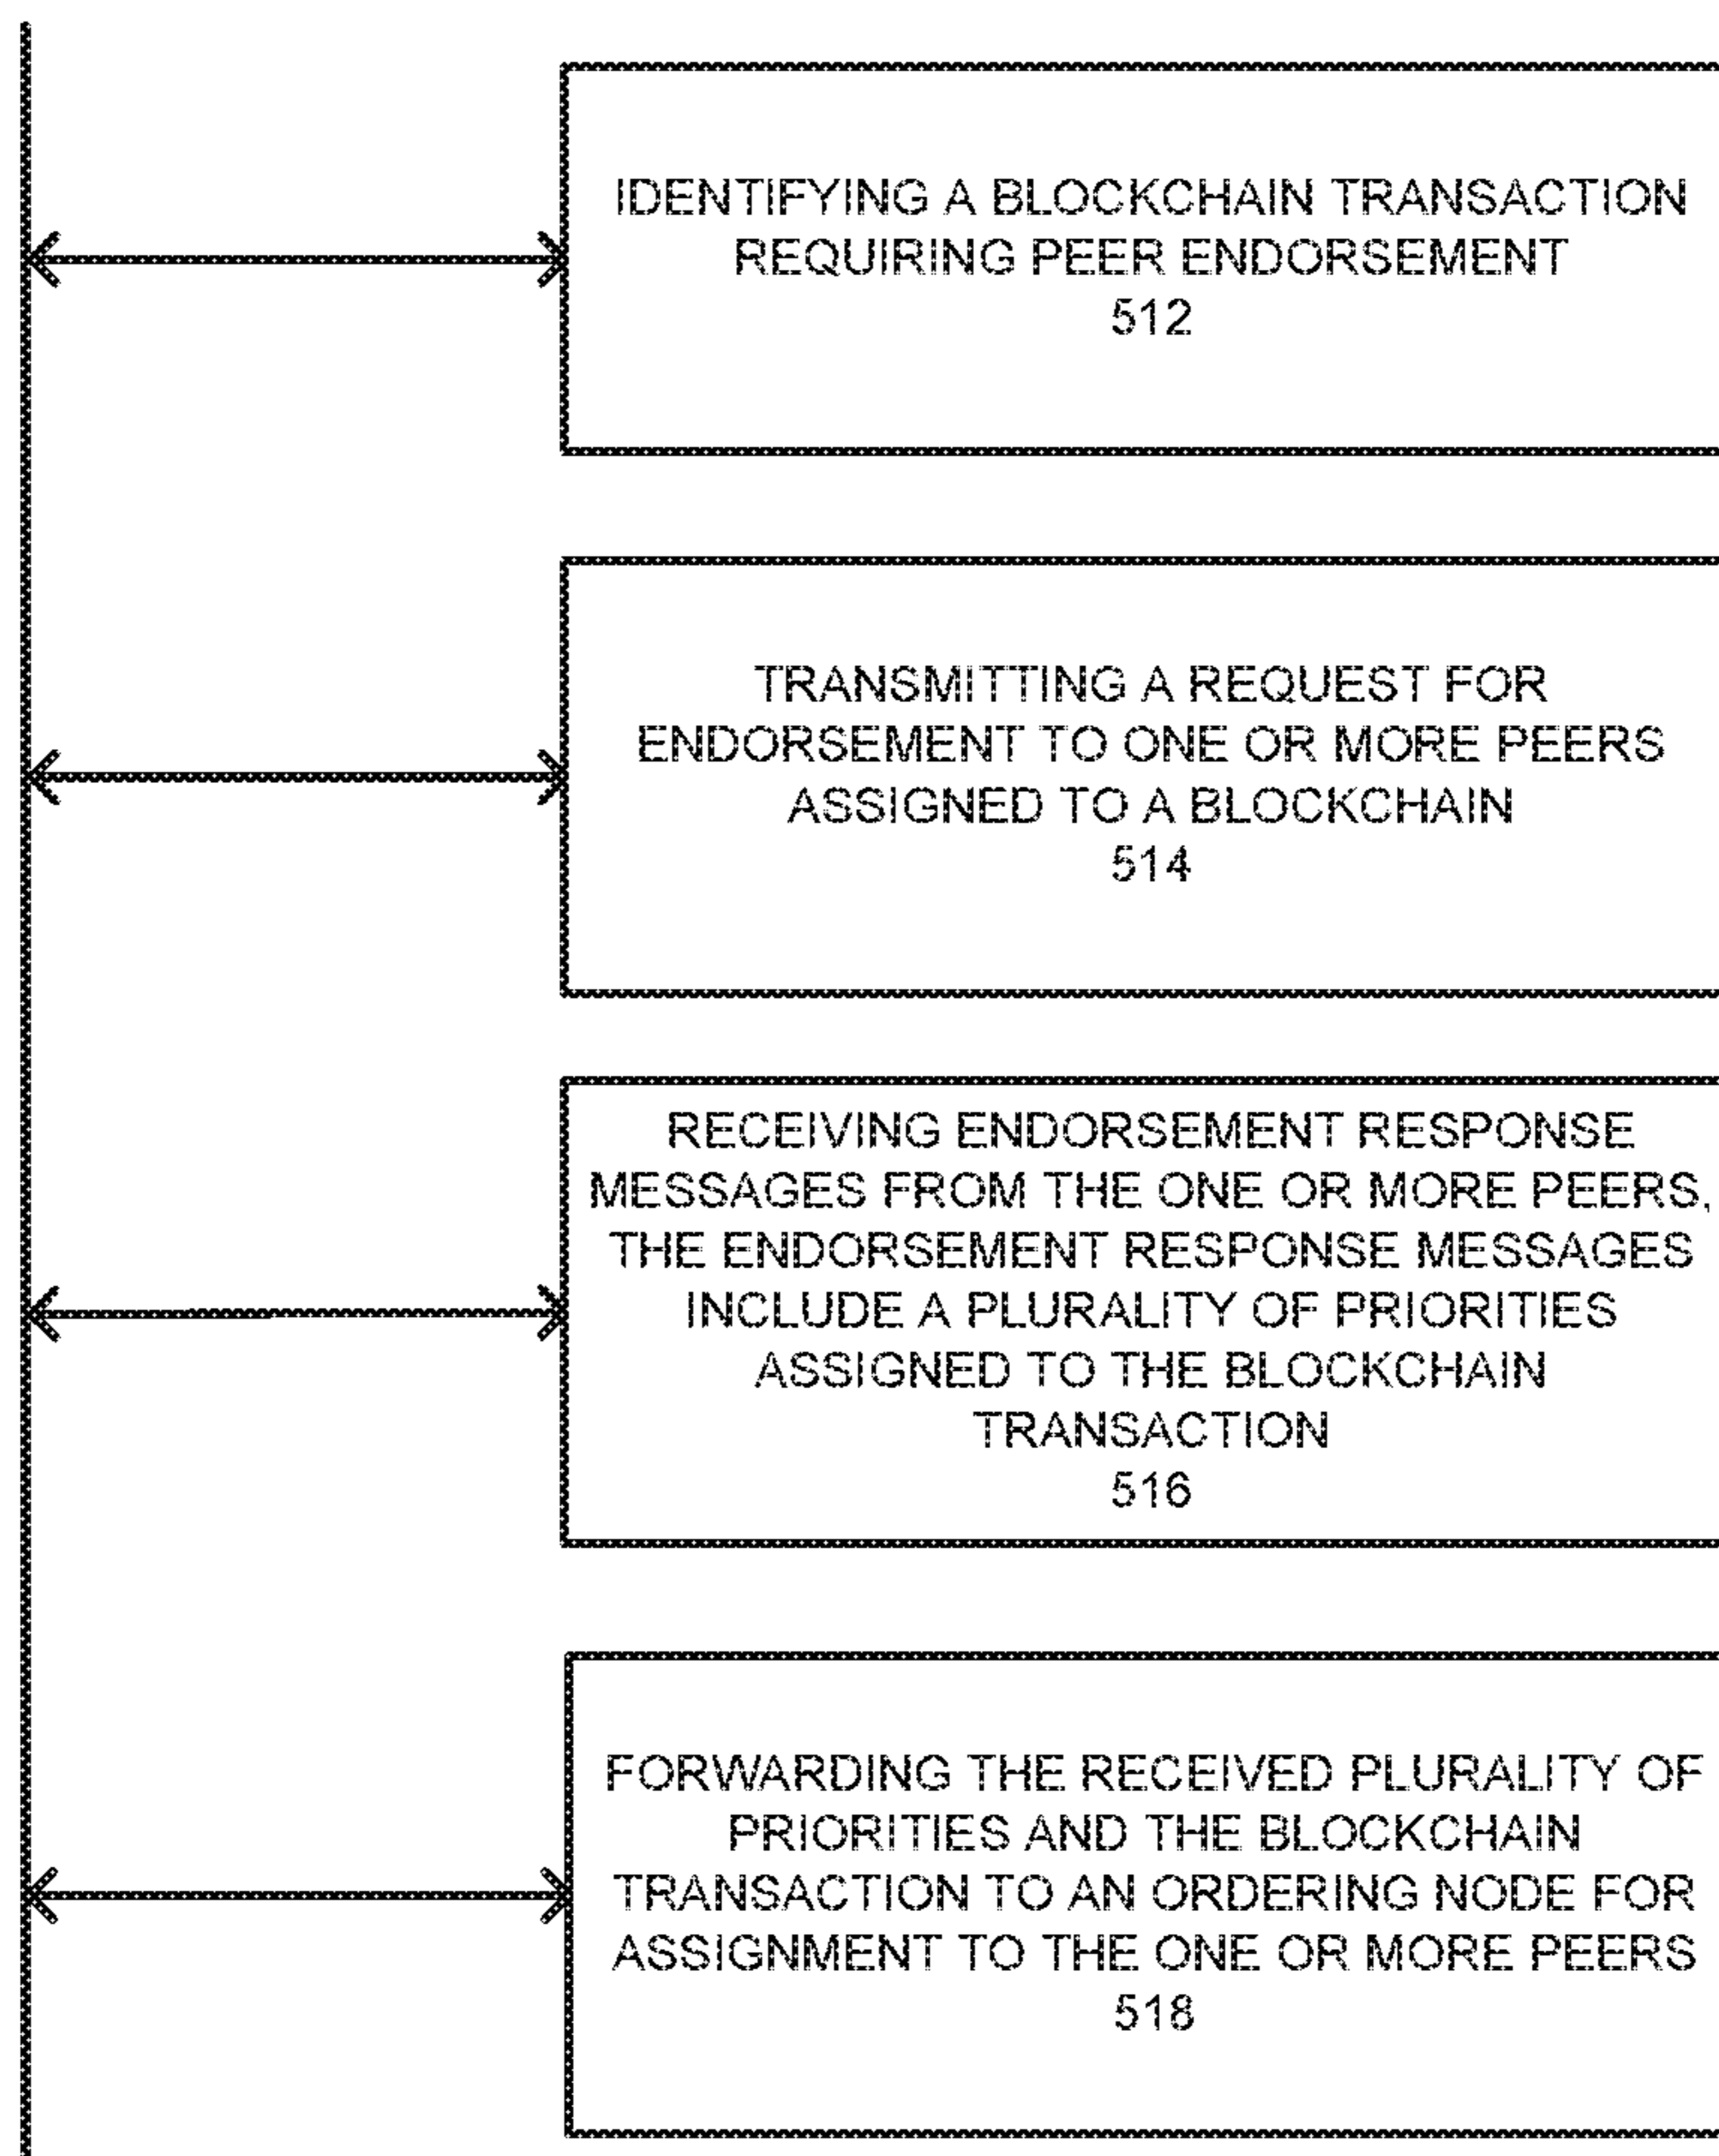 IDENTIFYING A BLOCKCHAIN TRANSACTION
REQUIRING PEER ENDORSEMENT
512
TRANSMITTING A REQUEST FOR
ENDORSEMENT TO ONE OR MORE PEERS
ASSIGNED TO A BLOCKCHAIN
514
RECEIVING ENDORSEMENT RESPONSE
MESSAGES FROM THE ONE OR MORE PEERS,
THE ENDORSEMENT RESPONSE MESSAGES
INCLUDE A PLURALITY OF PRIORITIES
ASSIGNED TO THE BLOCKCHAIN
TRANSACTION
516
FORWARDING THE RECEIVED PLURALITY OF
PRIORITIES AND THE BLOCKCHAIN
TRANSACTION TO AN ORDERING NODE FOR
ASSIGNMENT TO THE ONE OR MORE PEERS
518